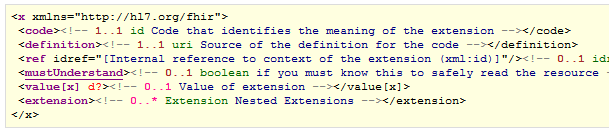 <x xmlns="http://hl7.org/fhir">
<code><!-- 1..1 id Code that identifies the meaning of the extension --></code>
<definition><!-- 1..1 uri Source of the definition for the code --></definition>
<ref idref="[Internal reference to context of the extension (xml:id)]"/><!-- 0..1
<mustUnderstand><!-- 0..1 boolean if you must know this to safely read the resource
<value[x] d?><!-- 0..1 Value of extension --></value[x]>
<extension><!-- 0..* Extension Nested Extensions --></extension>
</x>